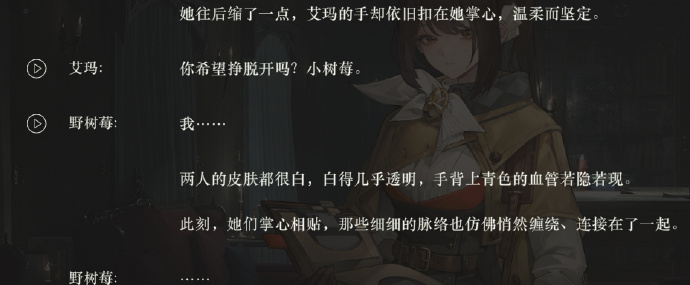 她往后缩了一点，艾玛的手却依旧扣在她掌心，温柔而坚定。
艾玛： 你希望挣脱开吗？小树莓。
野树莓： 我……
两人的皮肤都很白，白得几乎透明，手背上青色的血管若隐若现。
此刻，她们掌心相贴，那些细细的脉络也仿佛悄然缠绕、连接在了一起。
野树莓： ……